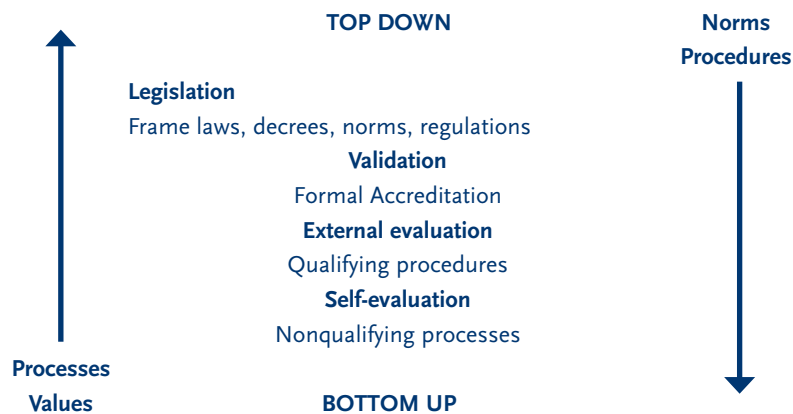 TOP DOWN
Norms
Procedures
Legislation
Frame laws, decrees, norms, regulations
Validation
Formal Accreditation
External evaluation
Qualifying procedures
Self-evaluation
Nonqualifying processes
Processes
Values
BOTTOM UP